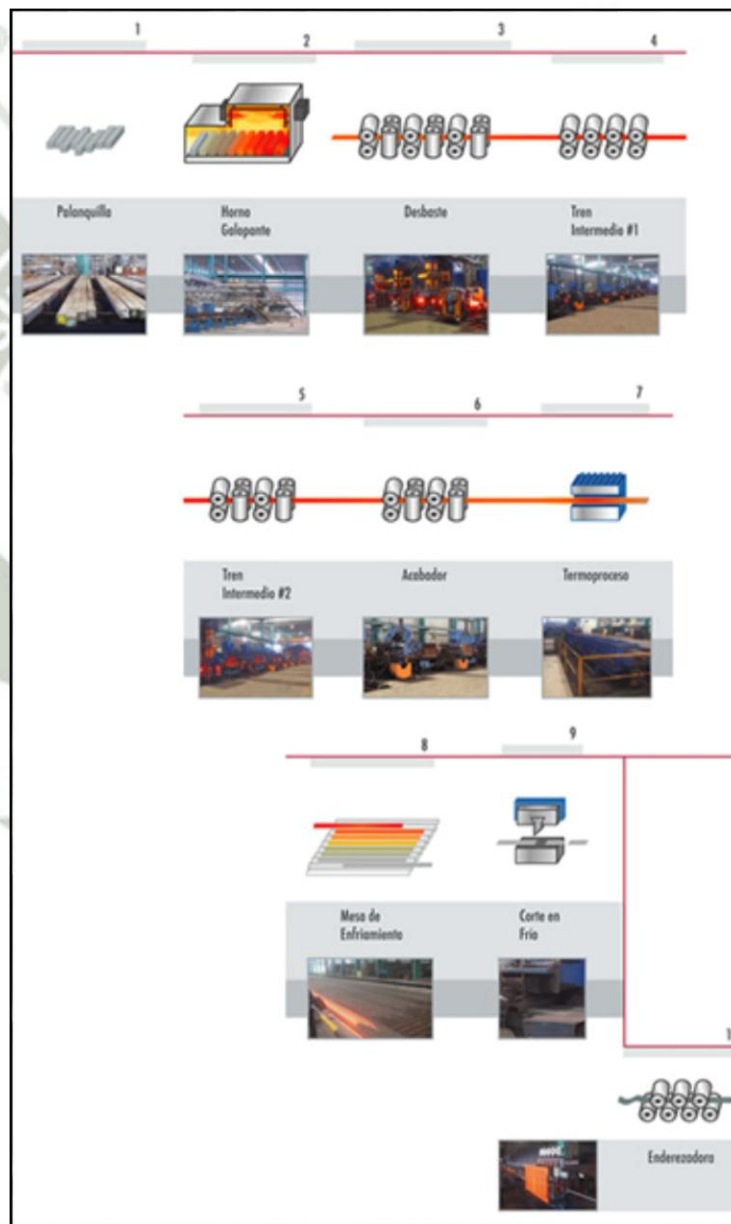 1
2
3
4
Palanquilla
Horno
Galopante
Desbaste
Tren
Intermedio #1
5
6
7
Tren
Intermedio #2
Acabador
Termoproceso
8
9
Mesa de
Enfriamiento
Corte en
Frío
1
Enderezadora